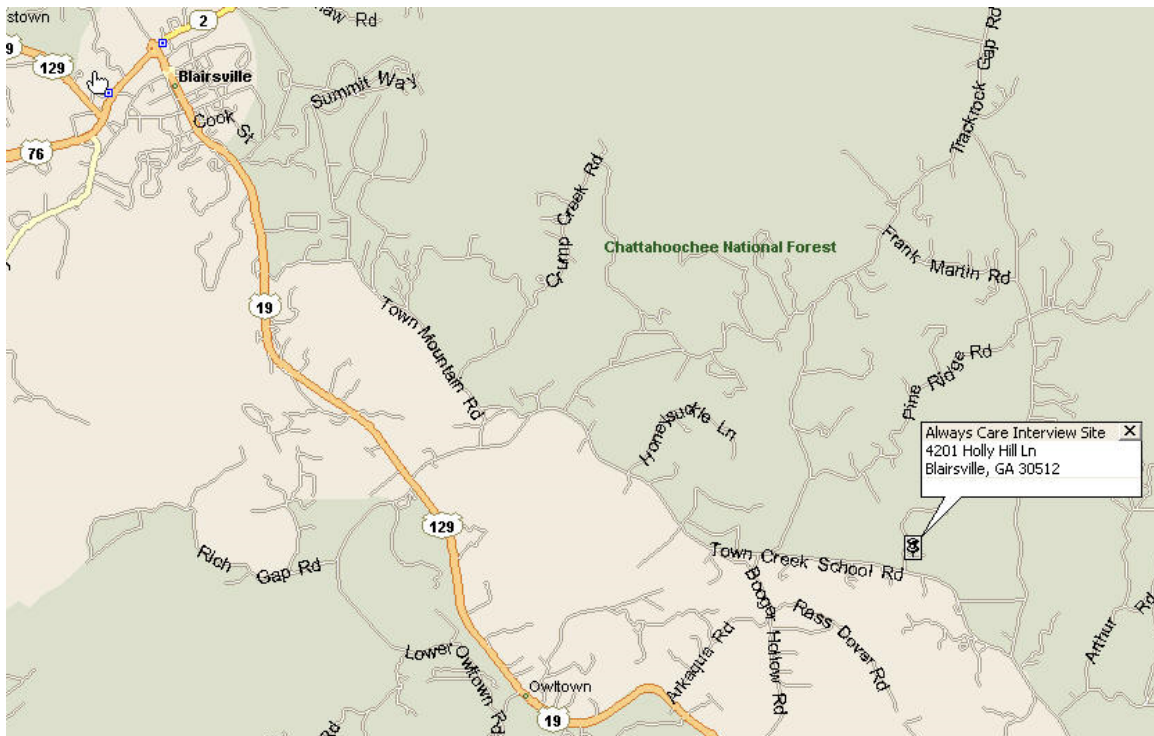 stown
9
129
2
aw Rd
Blairsville
Summit Way
Cook St
76
Trackrock Gap Rd
Crump Creek Rd
Chattahoochee National Forest
Frank Martin Rd
19
Town Mountain Rd
Pine Ridge Rd
Honeysuckle Ln
Always Care Interview Site
4201 Holly Hill Ln
Blairsville, GA 30512
129
Rich Gap Rd
Town Creek School Rd
Booger Hollow Rd
Rass Dover Rd
Arkaqua Rd
Arthur Rd
Lower Owltown Rd
Owltown
19